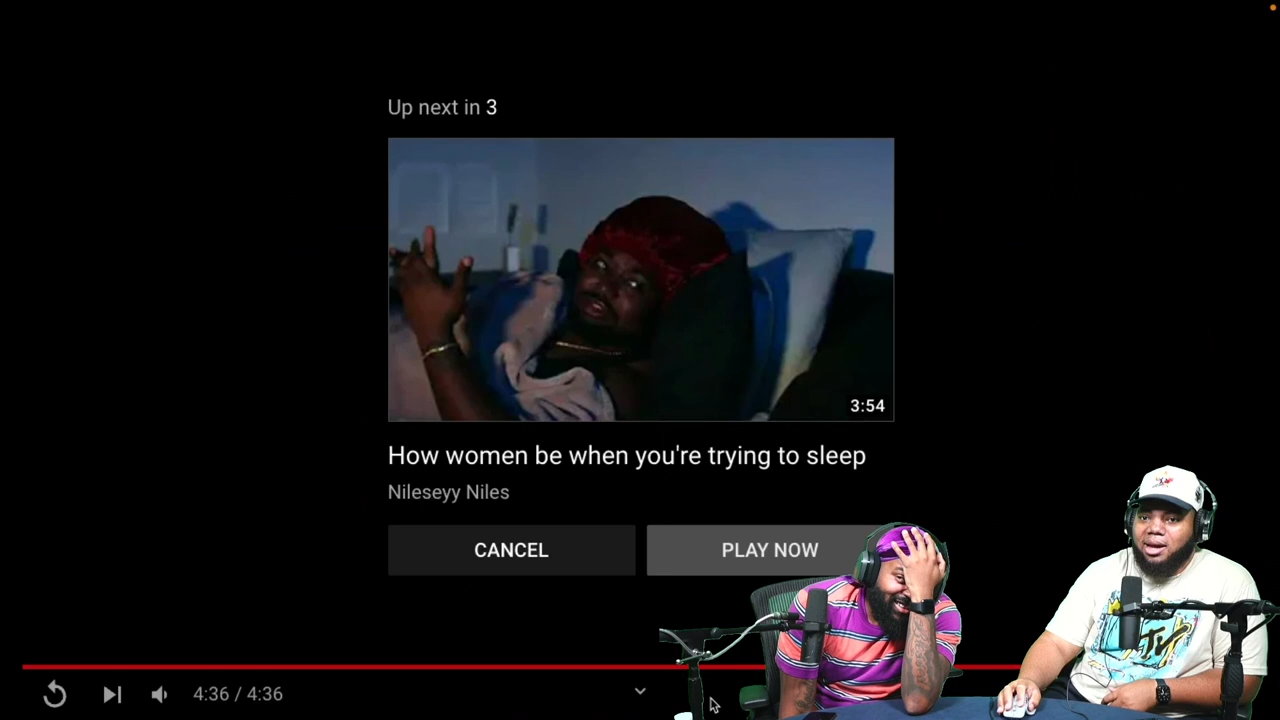 Up next in 3
3:54
How women be when you're trying to sleep
Nileseyy Niles
CANCEL
PLAY NOW
4:36 / 4:36
MTV